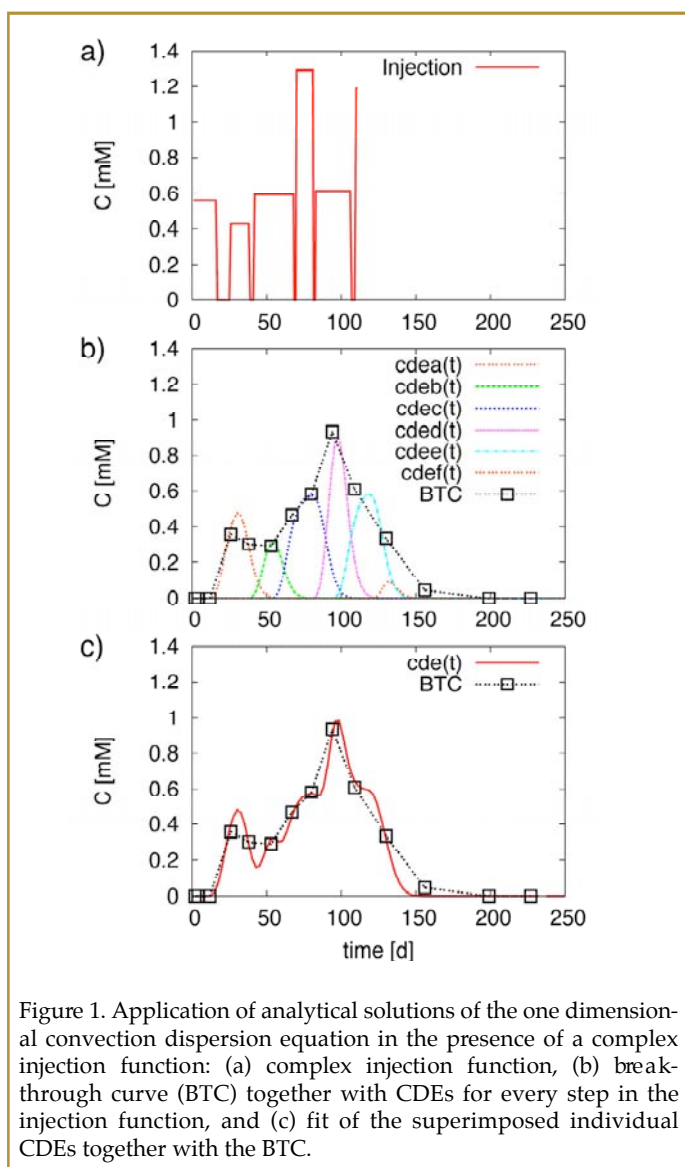 a)
Injection
C [mM]
1.4
1.2
1
0.8
0.6
0.4
0.2
0
0 50 100 150 200 250
b)
cdea(t)
cdeb(t)
cdec(t)
cded(t)
cdee(t)
cdef(t)
BTC
C [mM]
1.4
1.2
1
0.8
0.6
0.4
0.2
0
0 50 100 150 200 250
c)
cde(t)
BTC
C [mM]
1.4
1.2
1
0.8
0.6
0.4
0.2
0
0 50 100 150 200 250
time [d]
Figure 1. Application of analytical solutions of the one dimension-
al convection dispersion equation in the presence of a complex
injection function: (a) complex injection function, (b) break-
through curve (BTC) together with CDEs for every step in the
injection function, and (c) fit of the superimposed individual
CDEs together with the BTC.